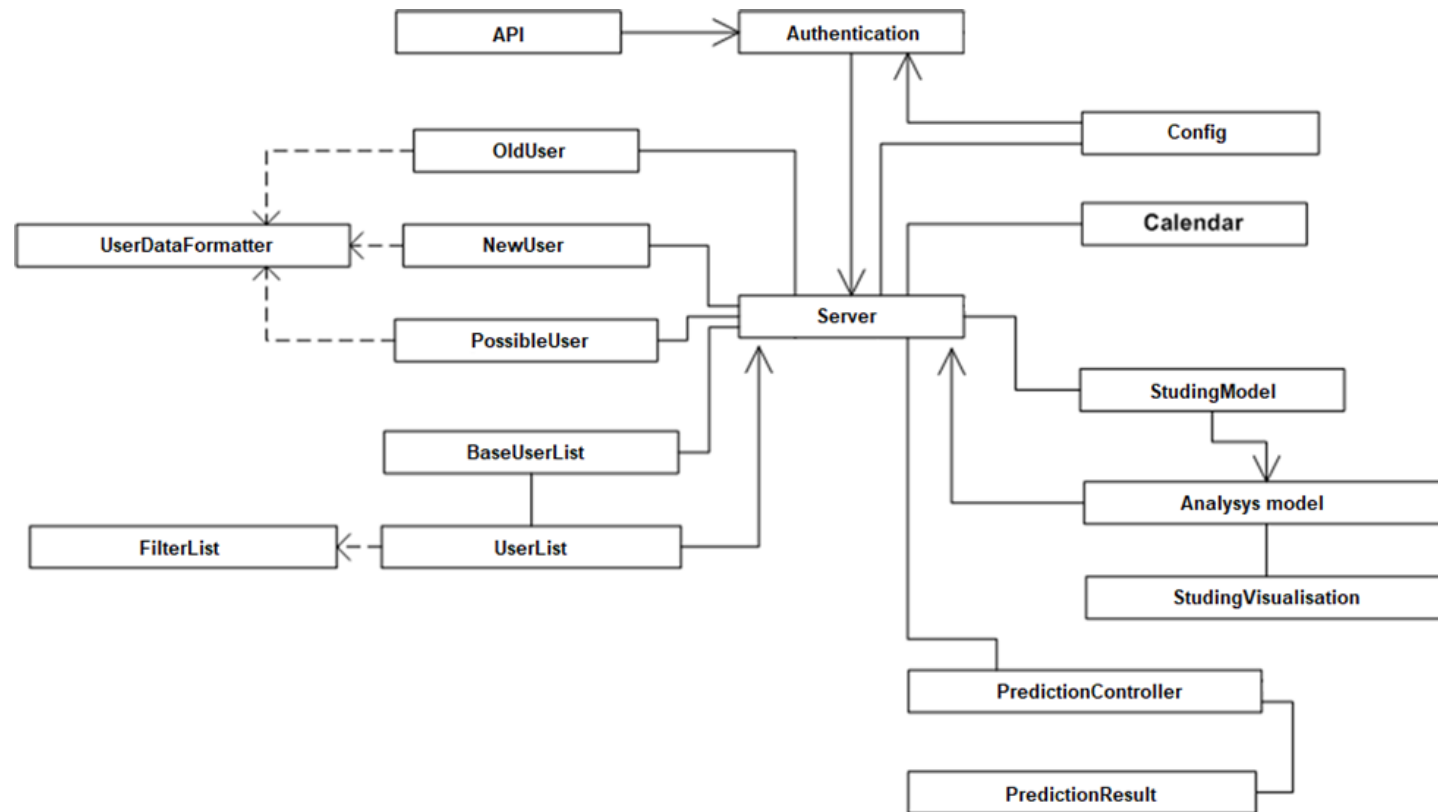 API
Authentication
Config
OldUser
Calendar
UserDataFormatter
NewUser
Server
PossibleUser
StudingModel
BaseUserList
Analysys model
FilterList
UserList
StudingVisualisation
PredictionController
PredictionResult